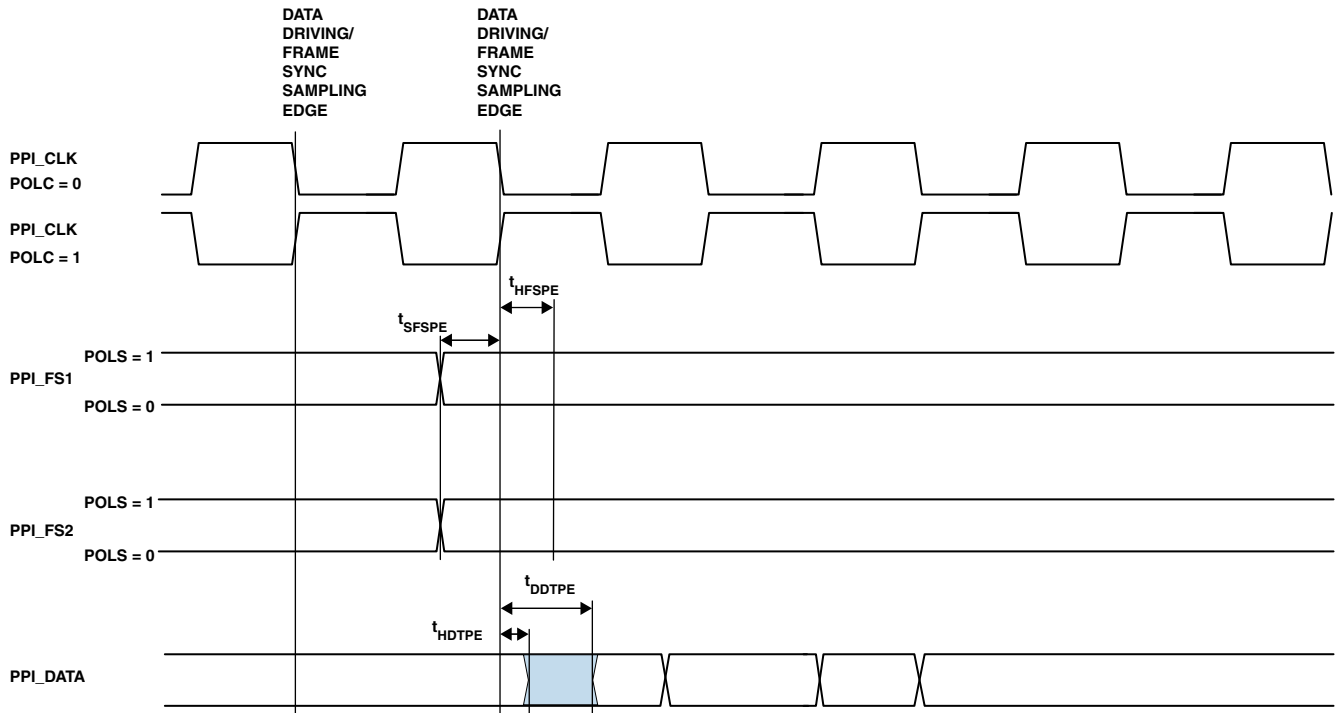 DATA
DRIVING/
FRAME
SYNC
SAMPLING
EDGE
DATA
DRIVING/
FRAME
SYNC
SAMPLING
EDGE
PPI_CLK
POLC = 0
PPI_CLK
POLC = 1
tHFSPE
tSFSPE
POLS = 1
PPI_FS1
POLS = 0
POLS = 1
PPI_FS2
POLS = 0
tDDTPE
tHDTPE
PPI_DATA